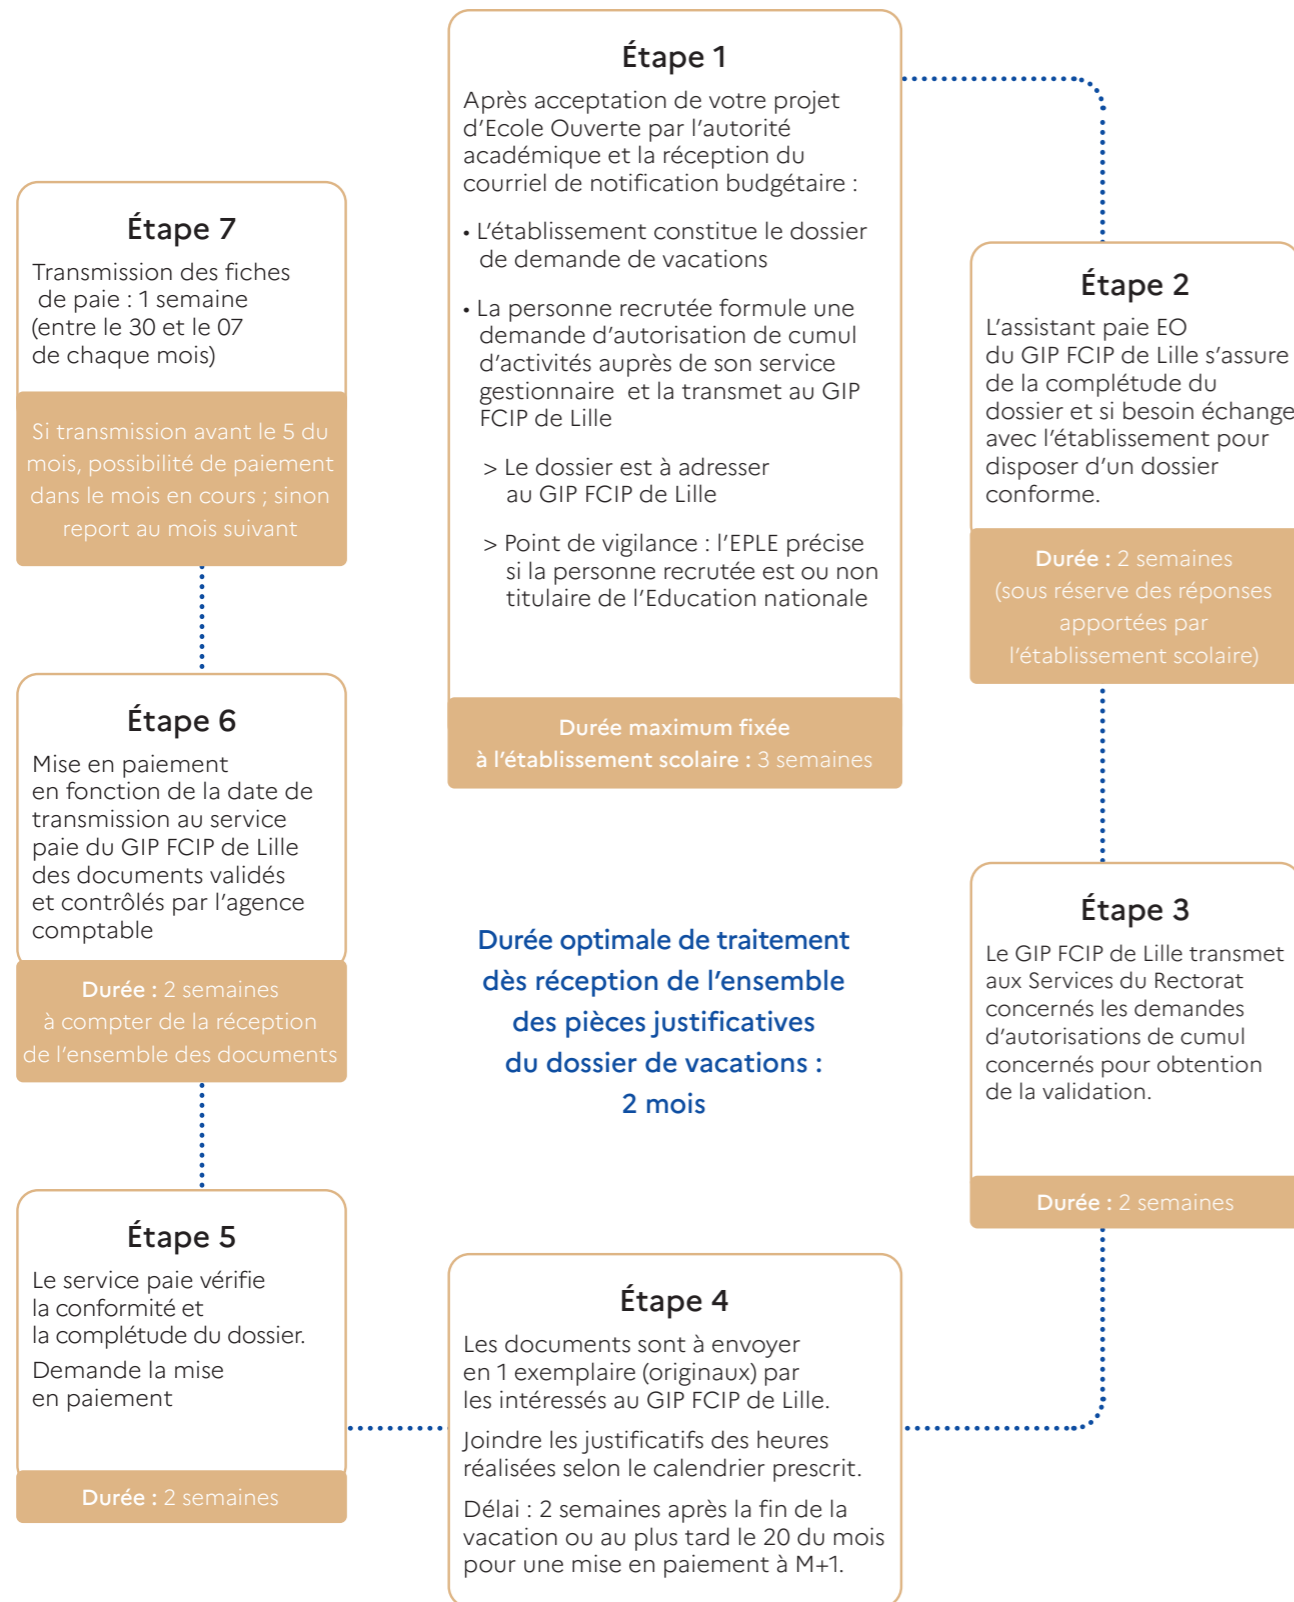 Étape 1
Après acceptation de votre projet
d'Ecole Ouverte par l'autorité
académique et la réception du
courriel de notification budgétaire :
• L'établissement constitue le dossier
de demande de vacations
• La personne recrutée formule une
demande d'autorisation de cumul
d'activités auprès de son service
gestionnaire et la transmet au GIP
FCIP de Lille
> Le dossier est à adresser
au GIP FCIP de Lille
> Point de vigilance : l'EPLE précise
si la personne recrutée est ou non
titulaire de l'Education nationale
Durée maximum fixée
à l'établissement scolaire : 3 semaines
Étape 2
L'assistant paie EO
du GIP FCIP de Lille s'assure
de la complétude du
dossier et si besoin échange
avec l'établissement pour
disposer d'un dossier
conforme.
Durée : 2 semaines
(sous réserve des réponses
apportées par
l'établissement scolaire)
Étape 3
Le GIP FCIP de Lille transmet
aux Services du Rectorat
concernés les demandes
d'autorisations de cumul
concernés pour obtention
de la validation.
Durée : 2 semaines
Étape 4
Les documents sont à envoyer
en 1 exemplaire (originaux) par
les intéressés au GIP FCIP de Lille.
Joindre les justificatifs des heures
réalisées selon le calendrier prescrit.
Délai : 2 semaines après la fin de la
vacation ou au plus tard le 20 du mois
pour une mise en paiement à M+1.
Étape 5
Le service paie vérifie
la conformité et
la complétude du dossier.
Demande la mise
en paiement
Durée : 2 semaines
Étape 6
Mise en paiement
en fonction de la date de
transmission au service
paie du GIP FCIP de Lille
des documents validés
et contrôlés par l'agence
comptable
Durée : 2 semaines
à compter de la réception
de l'ensemble des documents
Étape 7
Transmission des fiches
de paie : 1 semaine
(entre le 30 et le 07
de chaque mois)
Si transmission avant le 5 du
mois, possibilité de paiement
dans le mois en cours ; sinon
report au mois suivant
Durée optimale de traitement
dès réception de l'ensemble
des pièces justificatives
du dossier de vacations :
2 mois